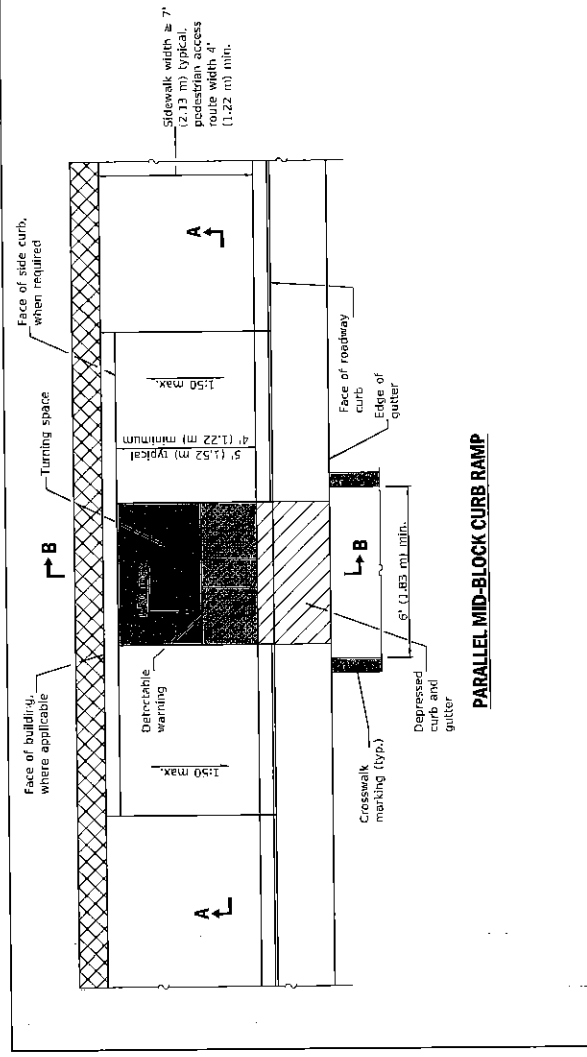 Sidewalk width ≥ 7'
(2.13 m) typical,
pedestrian access
route width 4'
(1.22 m) min.
Face of side curb,
when required
Turning space
B
Face of building,
where applicable
A
1:50 max.
5' (1.52 m) typical
4' (1.22 m) minimum
Detectable
warning
1:50 max.
A
Face of roadway
curb
Edge of
gutter
B
6' (1.83 m) min.
Depressed
curb and
gutter
Crosswalk
marking (typ.)
PARALLEL MID-BLOCK CURB RAMP